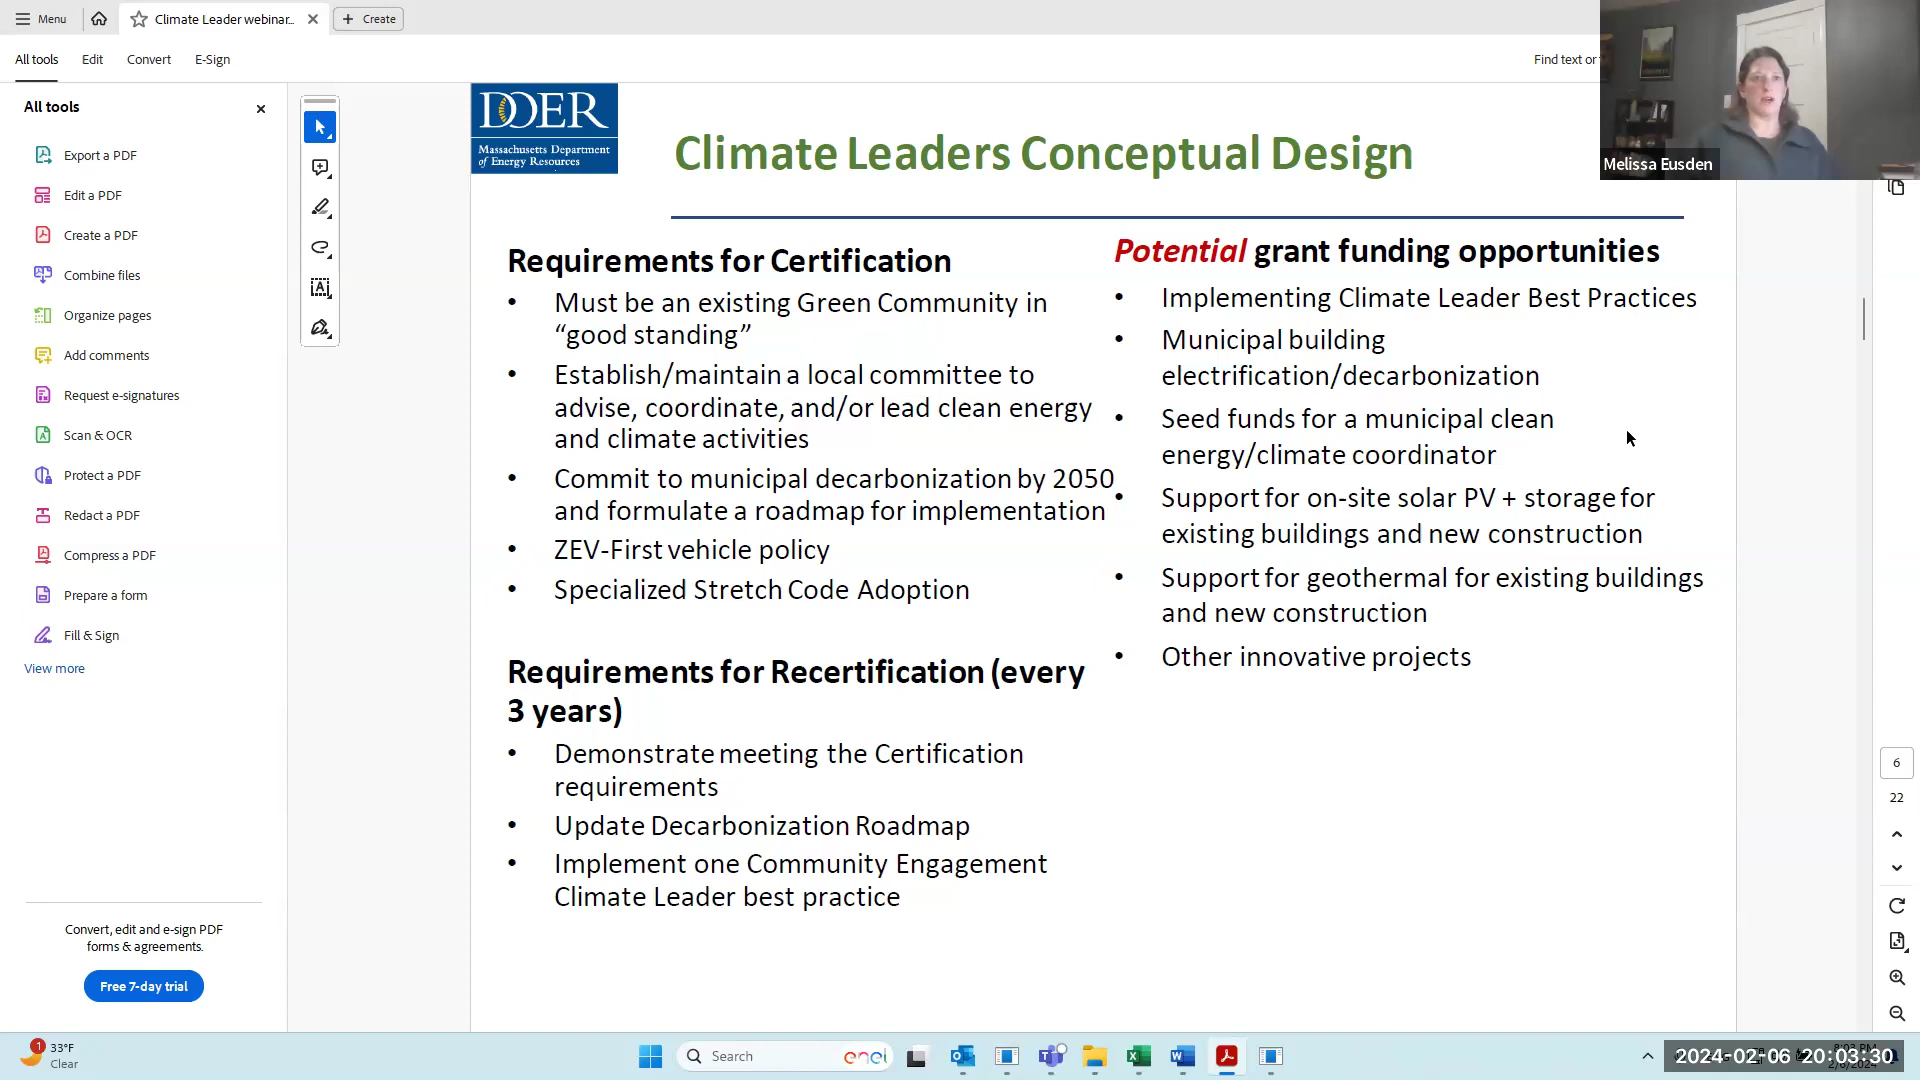 Menu
Climate Leader webinar...
Create
All tools
Edit
Convert
E-Sign
Find text or
All tools
Export a PDF
Edit a PDF
Create a PDF
Combine files
Organize pages
Add comments
Request e-signatures
Scan & OCR
Protect a PDF
Redact a PDF
Compress a PDF
Prepare a form
Fill & Sign
View more
Convert, edit and e-sign PDF
forms & agreements.
Free 7-day trial
DOER
Massachusetts Department
of Energy Resources
Climate Leaders Conceptual Design
Melissa Eusden
Requirements for Certification
• Must be an existing Green Community in
“good standing”
• Establish/maintain a local committee to
advise, coordinate, and/or lead clean energy
and climate activities
• Commit to municipal decarbonization by 2050
and formulate a roadmap for implementation
• ZEV-First vehicle policy
• Specialized Stretch Code Adoption
Requirements for Recertification (every
3 years)
• Demonstrate meeting the Certification
requirements
• Update Decarbonization Roadmap
• Implement one Community Engagement
Climate Leader best practice
Potential grant funding opportunities
• Implementing Climate Leader Best Practices
• Municipal building
electrification/decarbonization
• Seed funds for a municipal clean
energy/climate coordinator
• Support for on-site solar PV + storage for
existing buildings and new construction
• Support for geothermal for existing buildings
and new construction
• Other innovative projects
6
22
1
33°F
Clear
Search
enel
2024-02-06 20:03:30